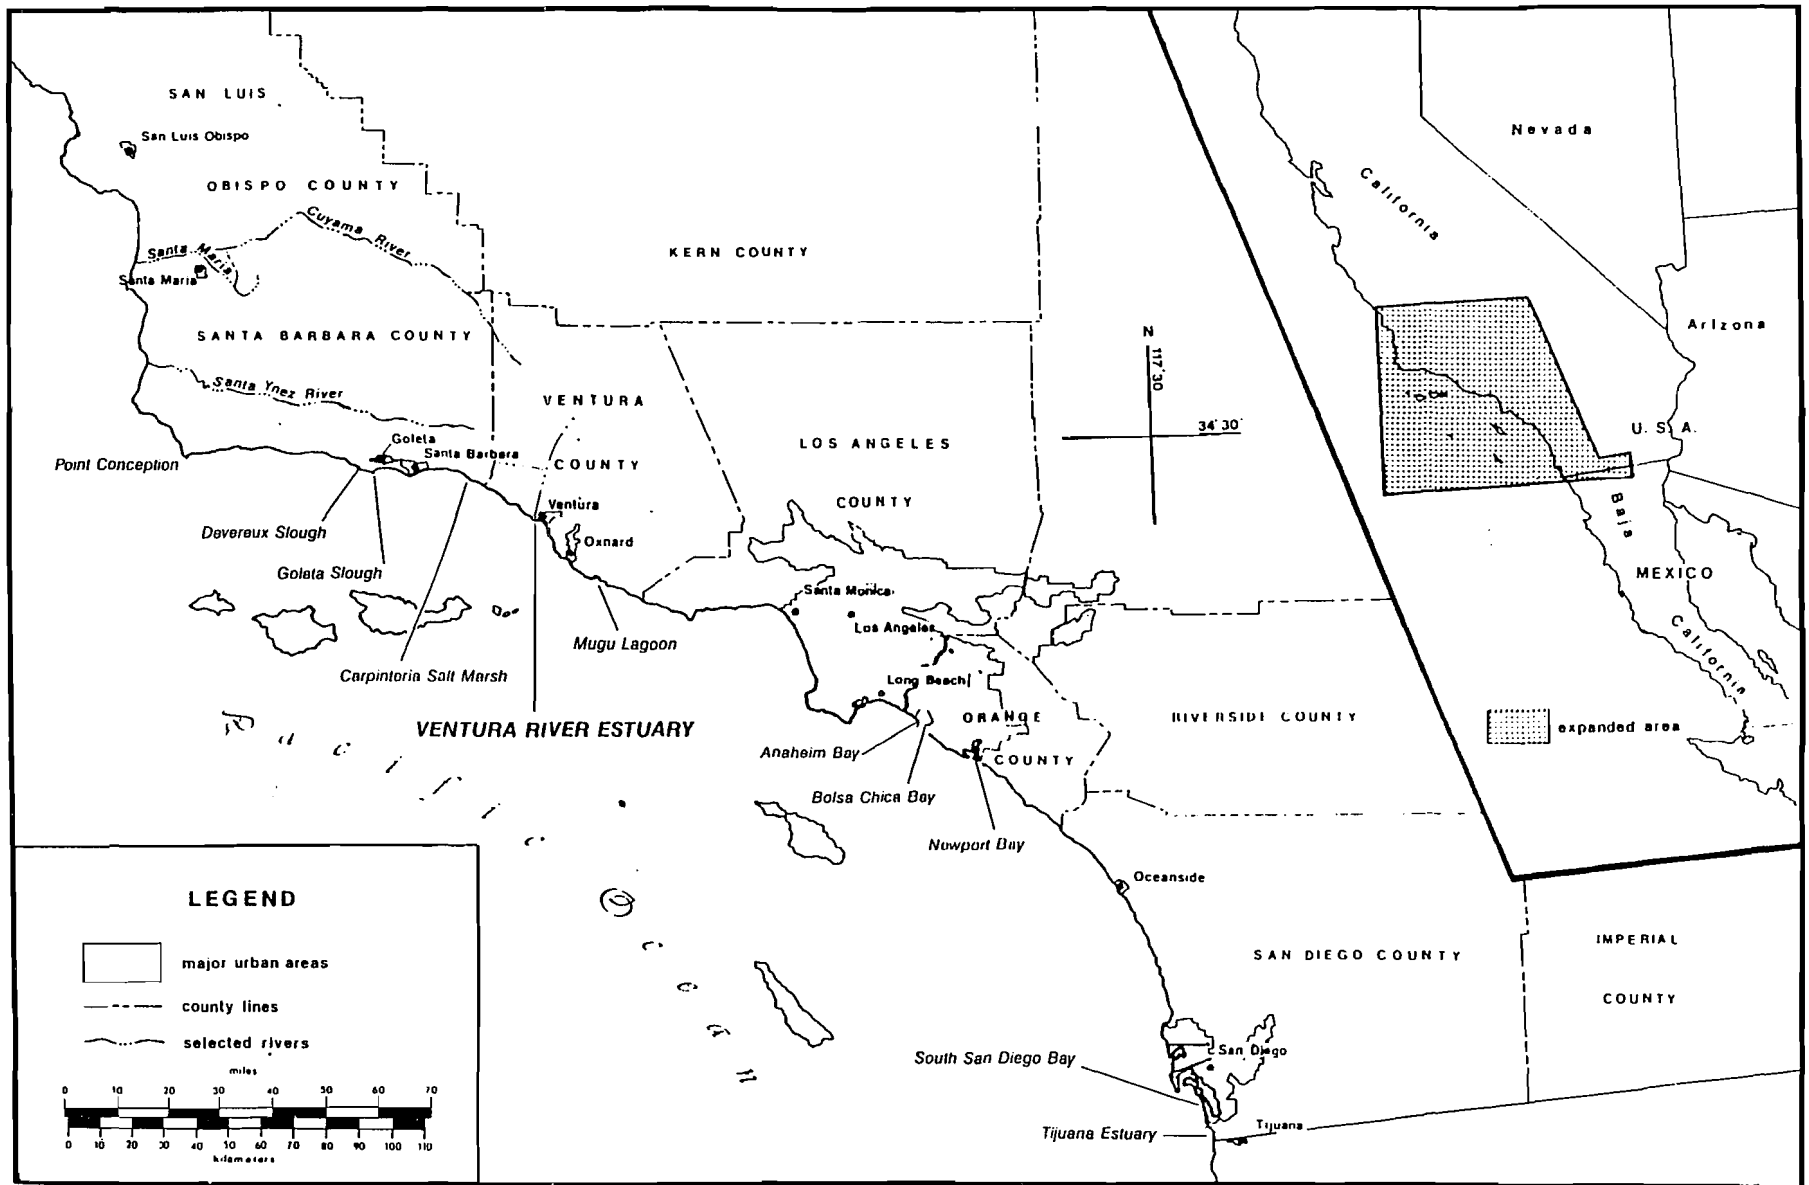 SAN LUIS
San Luis Obispo
OBISPO COUNTY
Cuyama River
Santa Maria
Santa Maria
SANTA BARBARA COUNTY
Santa Ynez River
KERN COUNTY
VENTURA
COUNTY
LOS ANGELES
COUNTY
N
117°30'
34°30'
Goleta
Santa Barbara
Point Conception
Ventura
Oxnard
Devereux Slough
Goleta Slough
Carpinteria Salt Marsh
VENTURA RIVER ESTUARY
Mugu Lagoon
Santa Monica
Los Angeles
Long Beach
ORANGE
COUNTY
RIVERSIDE COUNTY
Anaheim Bay
Bolsa Chica Bay
Newport Bay
Pacific Ocean
Oceanside
SAN DIEGO COUNTY
IMPERIAL
COUNTY
South San Diego Bay
San Diego
Tijuana Estuary
Tijuana
Nevada
California
Arizona
U. S. A.
Baja
MEXICO
California
expanded area
LEGEND
major urban areas
county lines
selected rivers
miles
0 10 20 30 40 50 60 70
0 10 20 30 40 50 60 70 80 90 100 110
kilometers